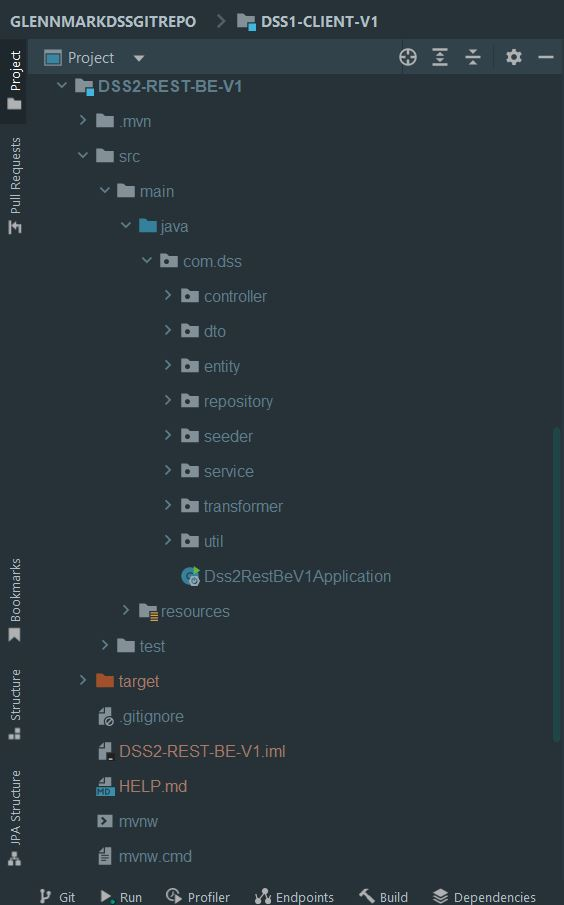 GLENNMARKDSSGITREPO > DSS1-CLIENT-V1
Project
DSS2-REST-BE-V1
.mvn
src
main
java
com.dss
controller
dto
entity
repository
seeder
service
transformer
util
Dss2RestBeV1Application
resources
test
target
.gitignore
DSS2-REST-BE-V1.iml
HELP.md
mvnw
mvnw.cmd
Project
Pull Requests
Bookmarks
Structure
JPA Structure
Git Run Profiler Endpoints Build Dependencies